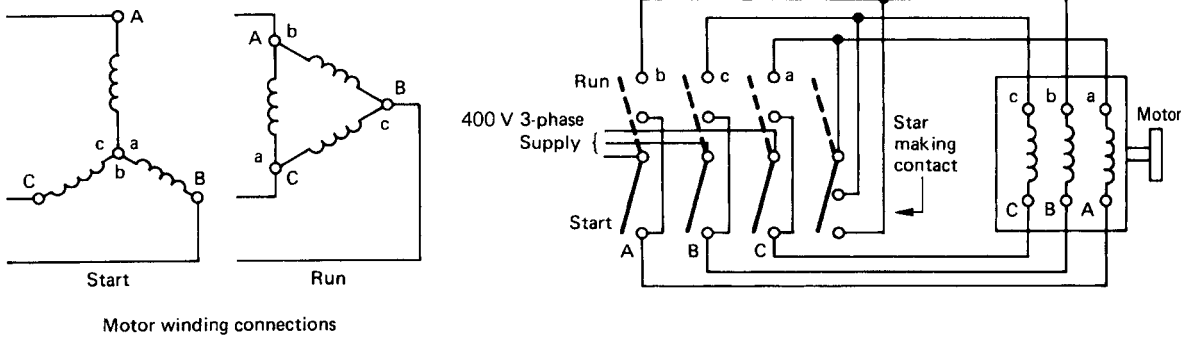 A
c a
b
C
B
Start
A b
B
c
a
C
Run
Motor winding connections
Run
b
c
a
400 V 3-phase
Supply {
Start
A
B
C
Star
making
contact
c b a
C B A
Motor